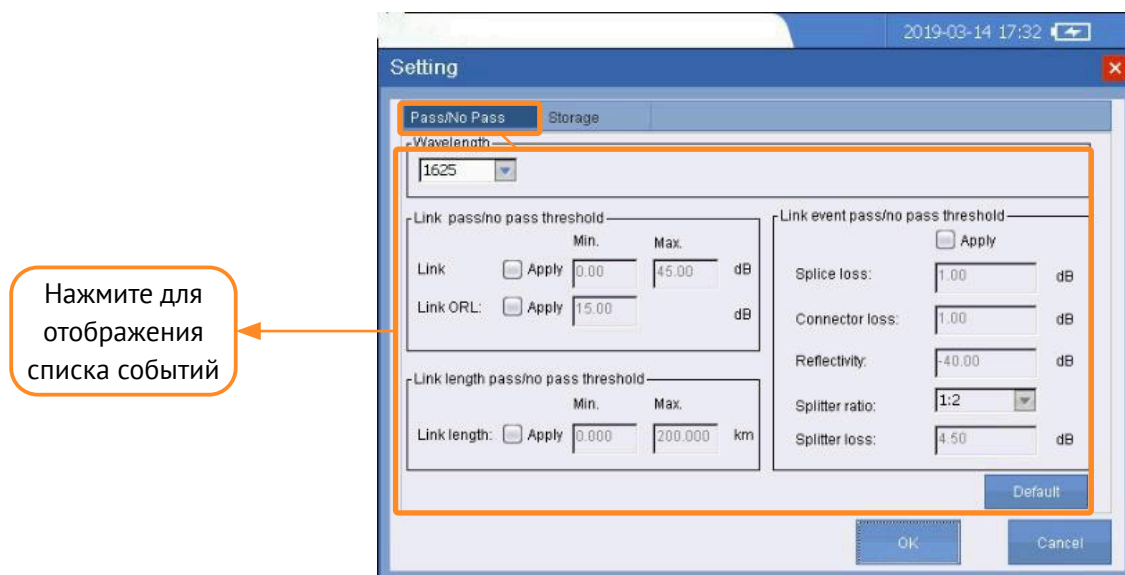 2019-03-14 17:32
Setting
Pass/No Pass Storage
Wavelength
1625
Link pass/no pass threshold
Min. Max.
Link Apply 0.00 45.00 dB
Link ORL: Apply 15.00 dB
Link length pass/no pass threshold
Min. Max.
Link length: Apply 0.000 200.000 km
Link event pass/no pass threshold
Apply
Splice loss: 1.00 dB
Connector loss: 1.00 dB
Reflectivity: -40.00 dB
Splitter ratio: 1:2
Splitter loss: 4.50 dB
Default
OK Cancel
Нажмите для
отображения
списка событий